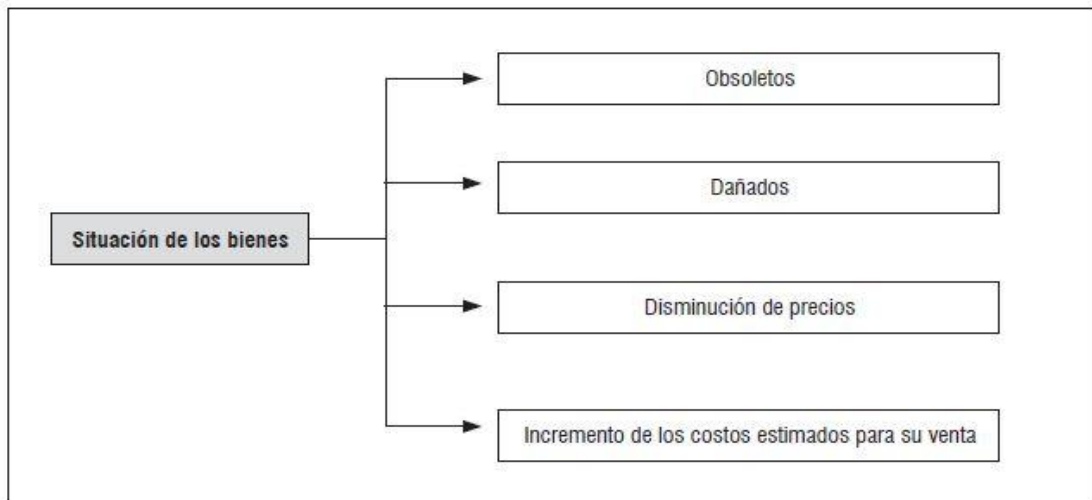 Obsoletos
Dañados
Situación de los bienes
Disminución de precios
Incremento de los costos estimados para su venta